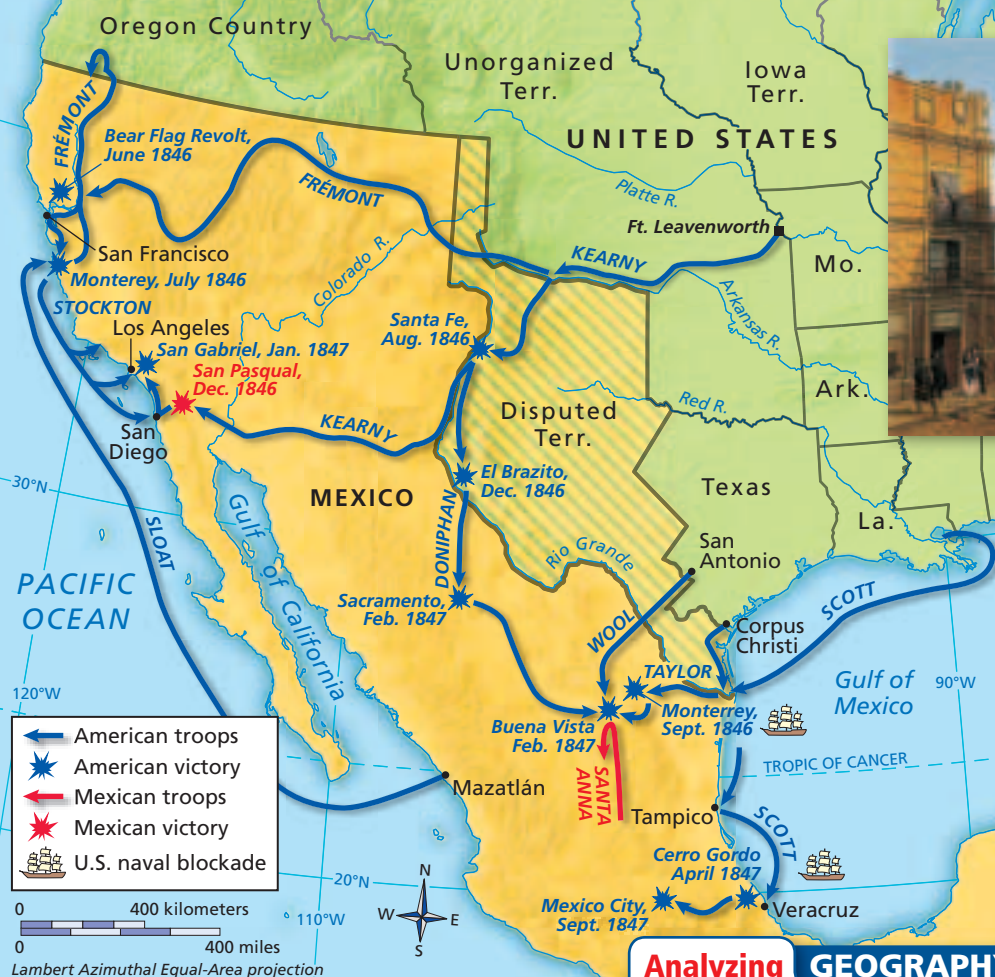 Oregon Country
Unorganized
Terr.
Iowa
Terr.
UNITED STATES
FRÉMONT
Bear Flag Revolt,
June 1846
FRÉMONT
Platte R.
Ft. Leavenworth
KEARNY
Mo.
San Francisco
Monterey, July 1846
Colorado R.
Arkansas R.
STOCKTON
Los Angeles
San Gabriel, Jan. 1847
San Pasqual,
Dec. 1846
Santa Fe,
Aug. 1846
Ark.
Red R.
Disputed
Terr.
KEARNY
San
Diego
El Brazito,
Dec. 1846
Texas
La.
30°N
MEXICO
Gulf of California
SLOAT
DONIPHAN
Rio Grande
San
Antonio
PACIFIC
OCEAN
Sacramento,
Feb. 1847
WOOL
SCOTT
Corpus
Christi
TAYLOR
Gulf of
Mexico
90°W
120°W
Monterrey,
Sept. 1846
Buena Vista
Feb. 1847
American troops
American victory
Mexican troops
Mexican victory
U.S. naval blockade
SANTA
ANNA
TROPIC OF CANCER
Mazatlán
Tampico
SCOTT
Cerro Gordo
April 1847
Mexico City,
Sept. 1847
Veracruz
20°N
110°W
N
W
E
S
0
400 kilometers
0
400 miles
Lambert Azimuthal Equal-Area projection
Analyzing GEOGRAPHY